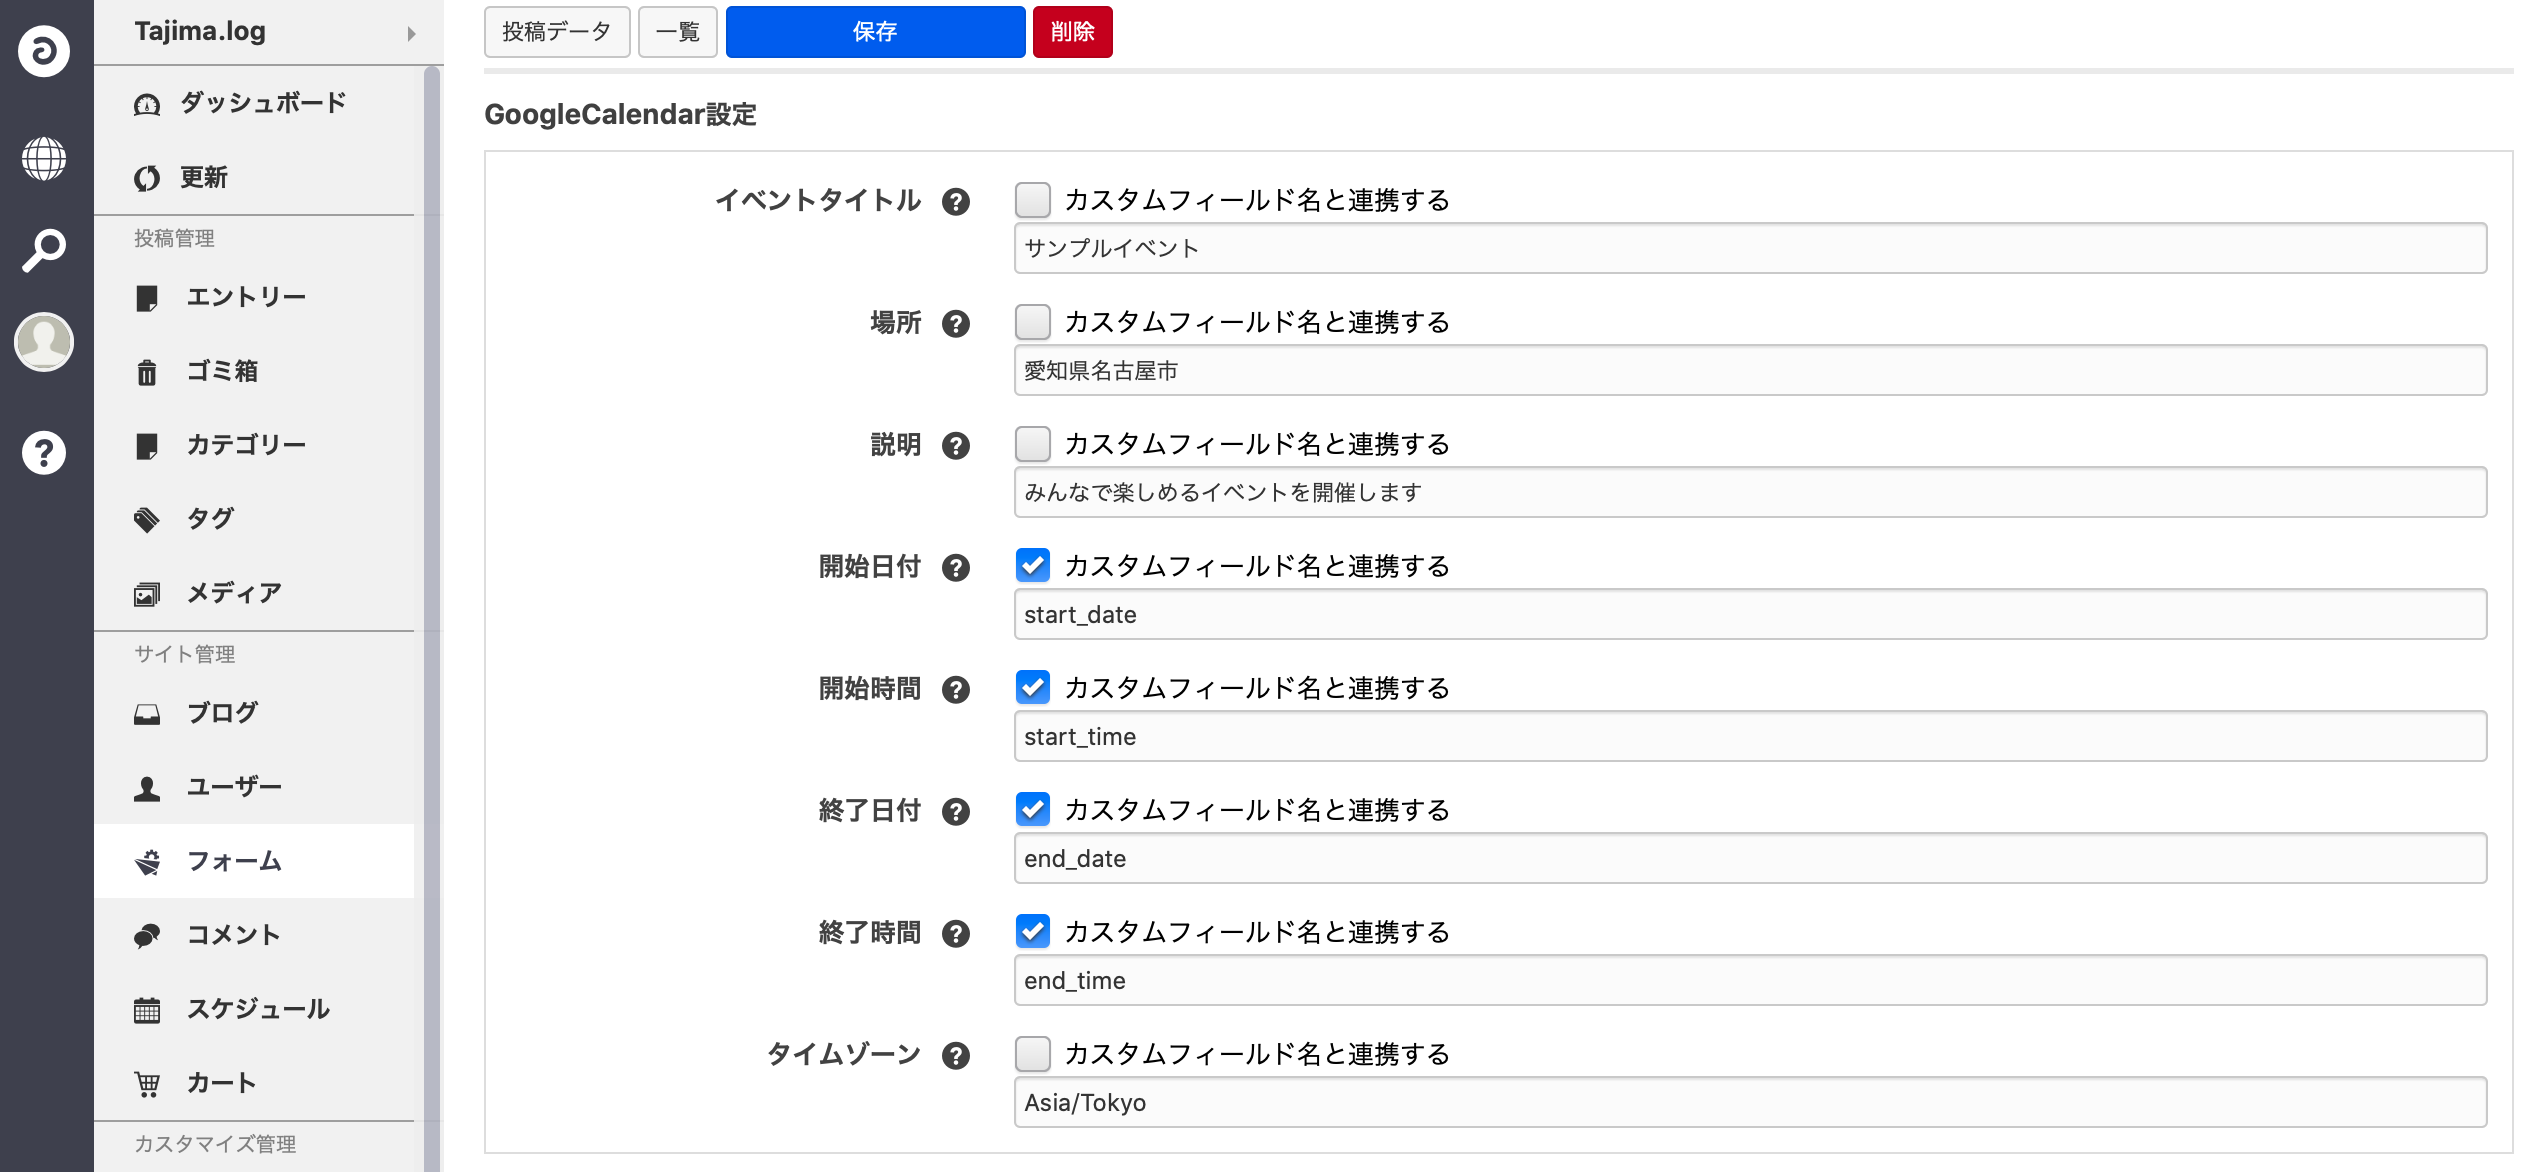 Tajima.log
ダッシュボード
更新
投稿管理
エントリー
ゴミ箱
カテゴリー
タグ
メディア
サイト管理
ブログ
ユーザー
フォーム
コメント
スケジュール
カート
カスタマイズ管理
投稿データ 一覧 保存 削除
GoogleCalendar設定
イベントタイトル カスタムフィールド名と連携する
サンプルイベント
場所 カスタムフィールド名と連携する
愛知県名古屋市
説明 カスタムフィールド名と連携する
みんなで楽しめるイベントを開催します
開始日付 カスタムフィールド名と連携する
start_date
開始時間 カスタムフィールド名と連携する
start_time
終了日付 カスタムフィールド名と連携する
end_date
終了時間 カスタムフィールド名と連携する
end_time
タイムゾーン カスタムフィールド名と連携する
Asia/Tokyo